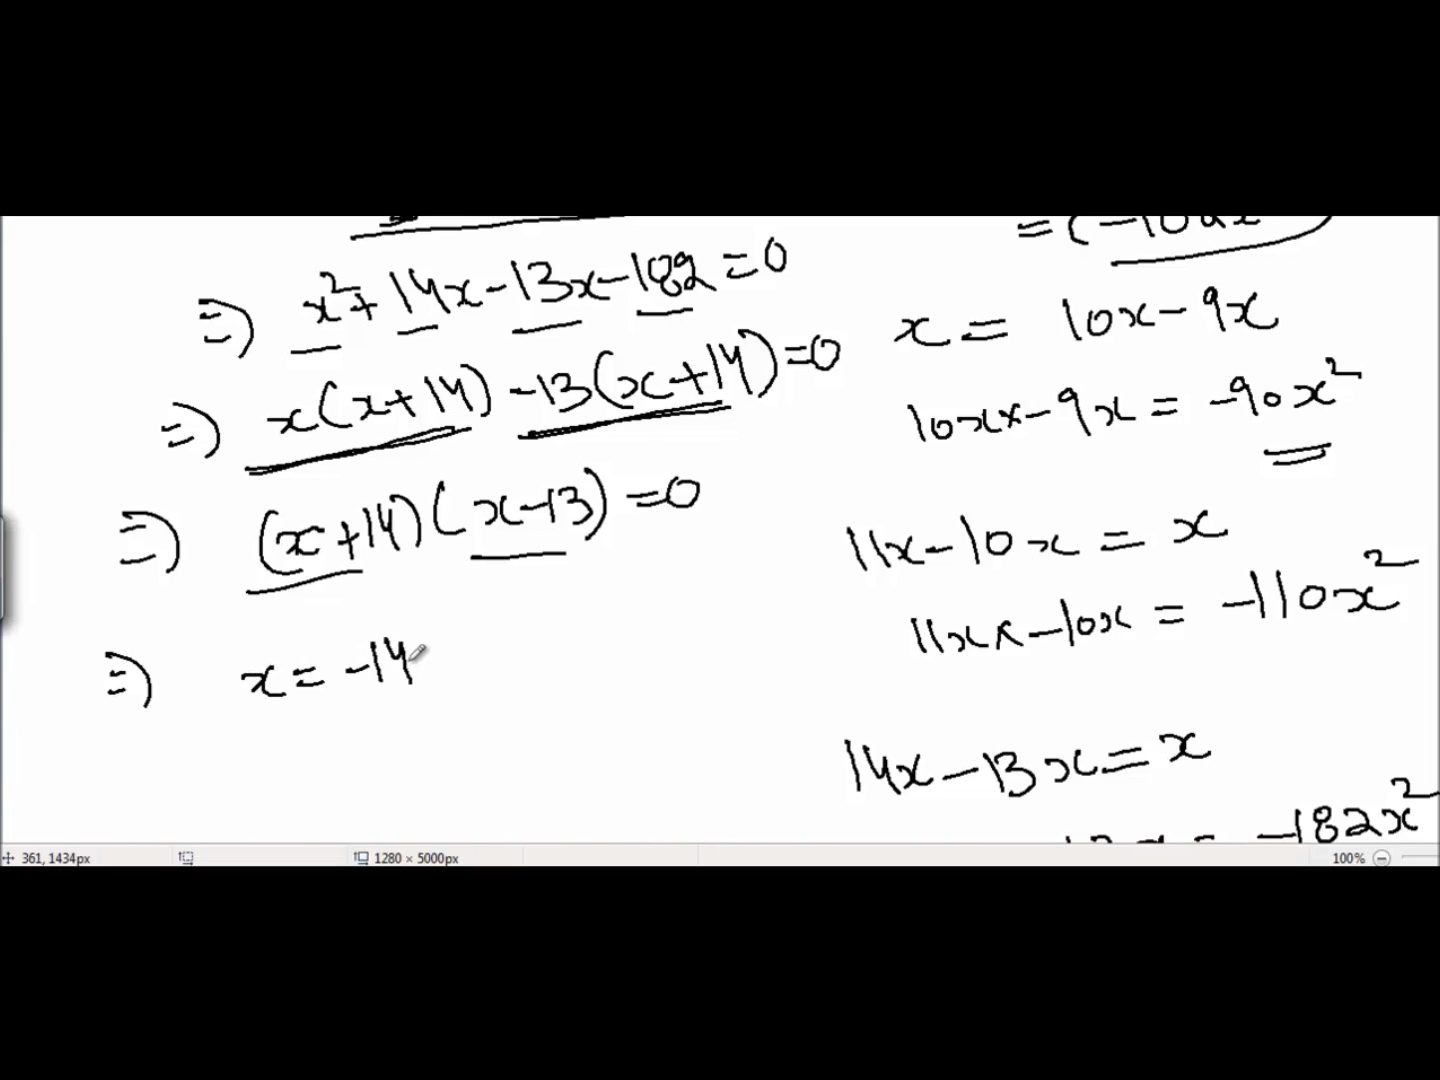 =(-182x²
⇒) x²+14x-13x-182=0
⇒) x(x+14)-13(x+14)=0
⇒) (x+14)(x-13)=0
⇒) x=-14
x = 10x-9x
10x×-9x = -90x²
11x-10x = x
11x×-10x = -110x²
14x-13x=x
-182x²
361, 1434px
1280 × 5000px
100%